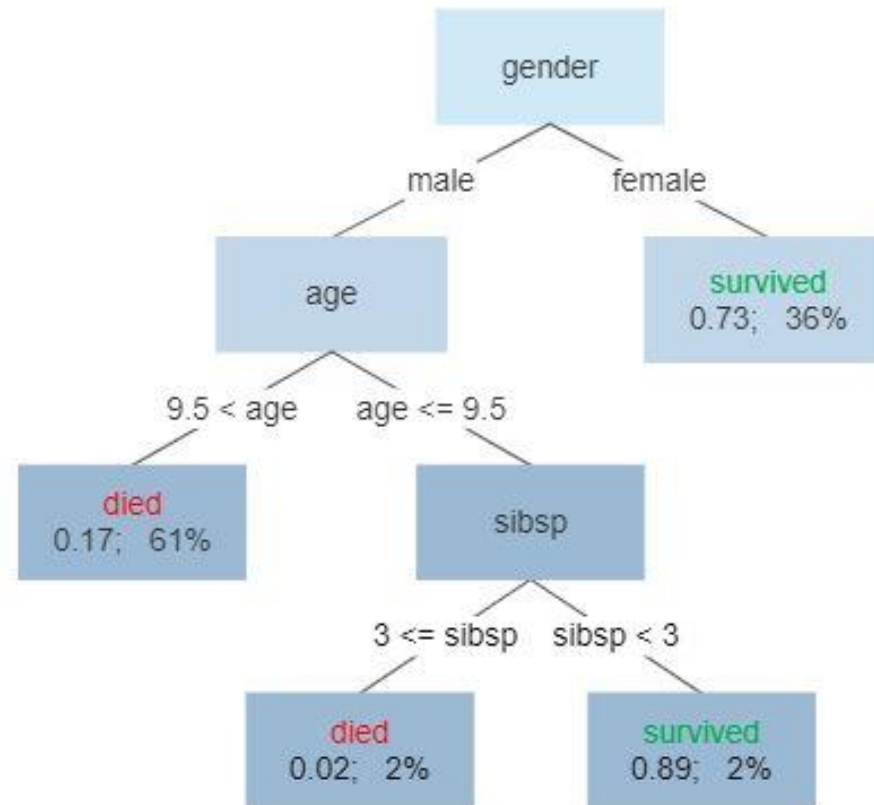 gender
male female
age
survived
0.73; 36%
9.5 < age age <= 9.5
died
0.17; 61%
sibsp
3 <= sibsp sibsp < 3
died
0.02; 2%
survived
0.89; 2%